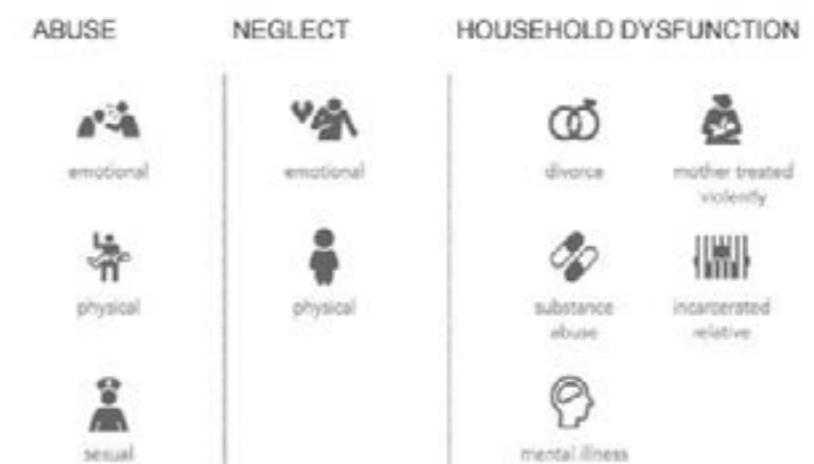 ABUSE
NEGLECT
HOUSEHOLD DYSFUNCTION
emotional
physical
sexual
emotional
physical
divorce
mother treated
violently
substance
abuse
incarcerated
relative
mental illness